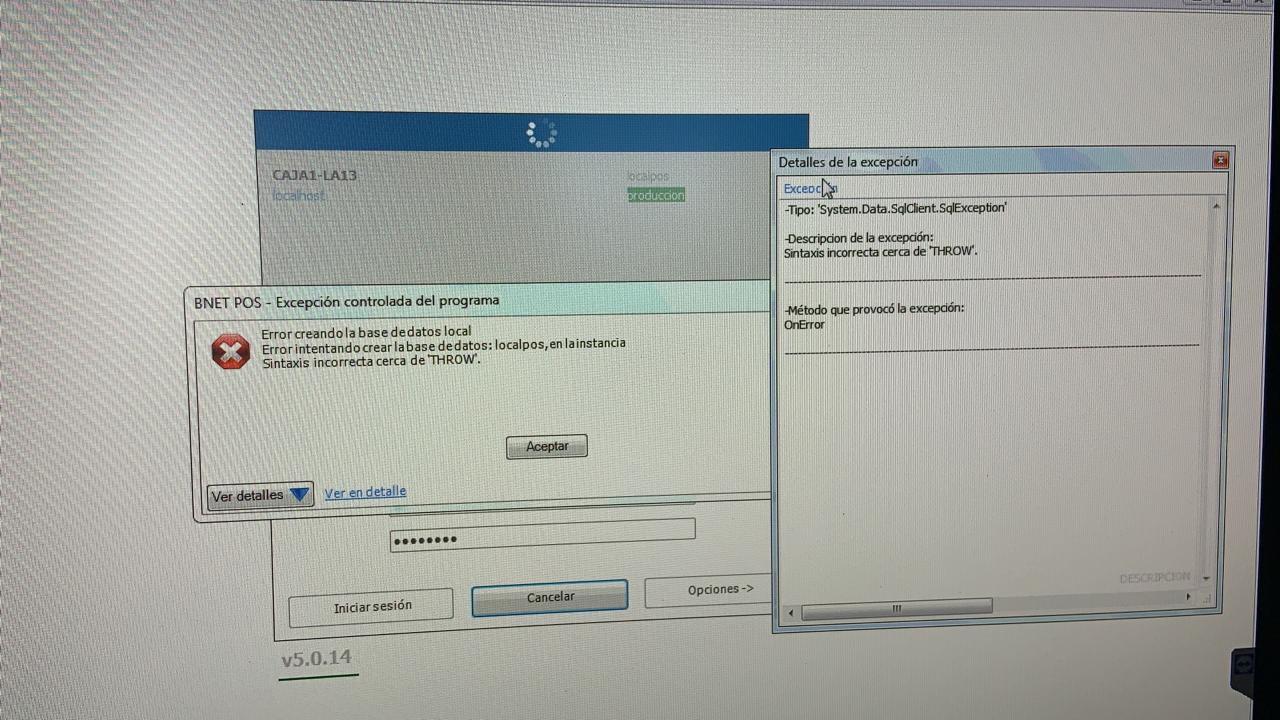 CAJA1-LA13
localpos
localhost
produccion
BNET POS - Excepción controlada del programa
Error creando la base de datos local
Error intentando crear la base de datos: localpos, en la instancia
Sintaxis incorrecta cerca de 'THROW'.
Aceptar
Ver detalles
Ver en detalle
Iniciar sesión
Cancelar
Opciones ->
v5.0.14
Detalles de la excepción
-Tipo: 'System.Data.SqlClient.SqlException'
-Descripcion de la excepción:
Sintaxis incorrecta cerca de 'THROW'.
-Método que provocó la excepción:
OnError
DESCRIPCION